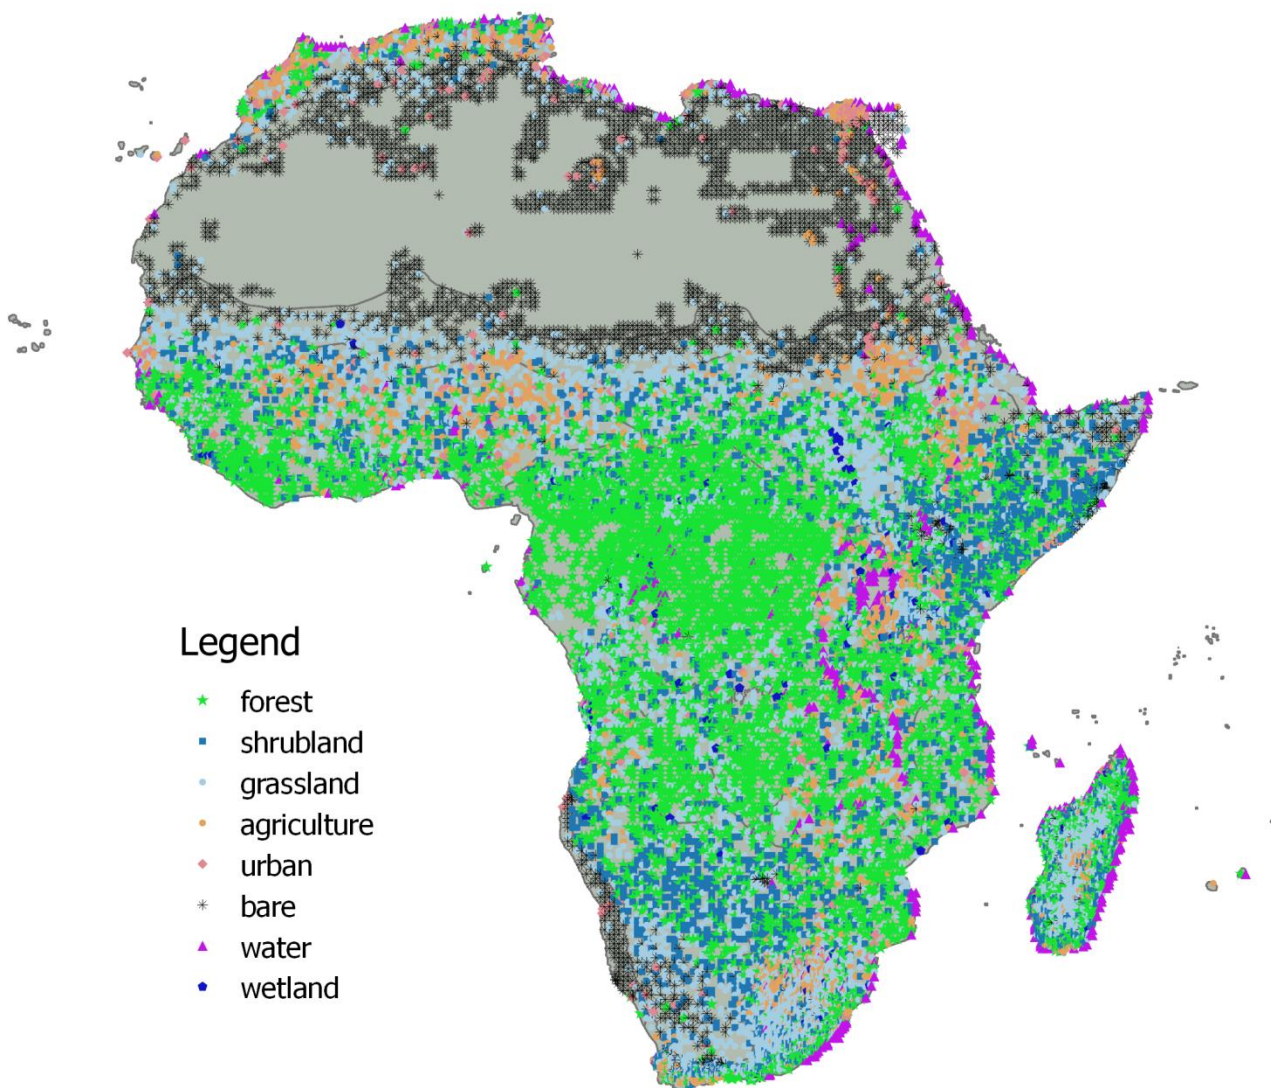 Legend
forest
shrubland
grassland
agriculture
urban
bare
water
wetland